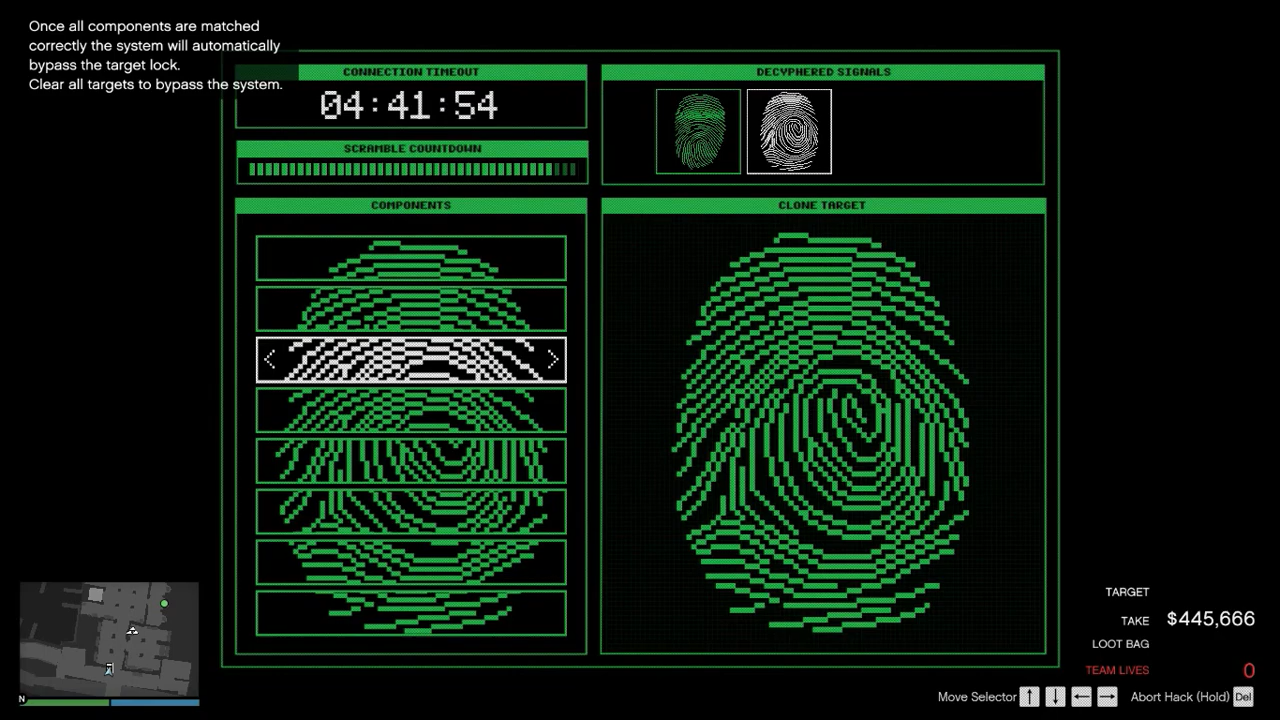 Once all components are matched
correctly the system will automatically
bypass the target lock.
Clear all targets to bypass the system.
CONNECTION TIMEOUT
04:41:54
DECYPHERED SIGNALS
SCRAMBLE COUNTDOWN
COMPONENTS
CLONE TARGET
TARGET
TAKE $445,666
LOOT BAG
TEAM LIVES 0
N
Move Selector ↑ ↓ ← → Abort Hack (Hold) Del